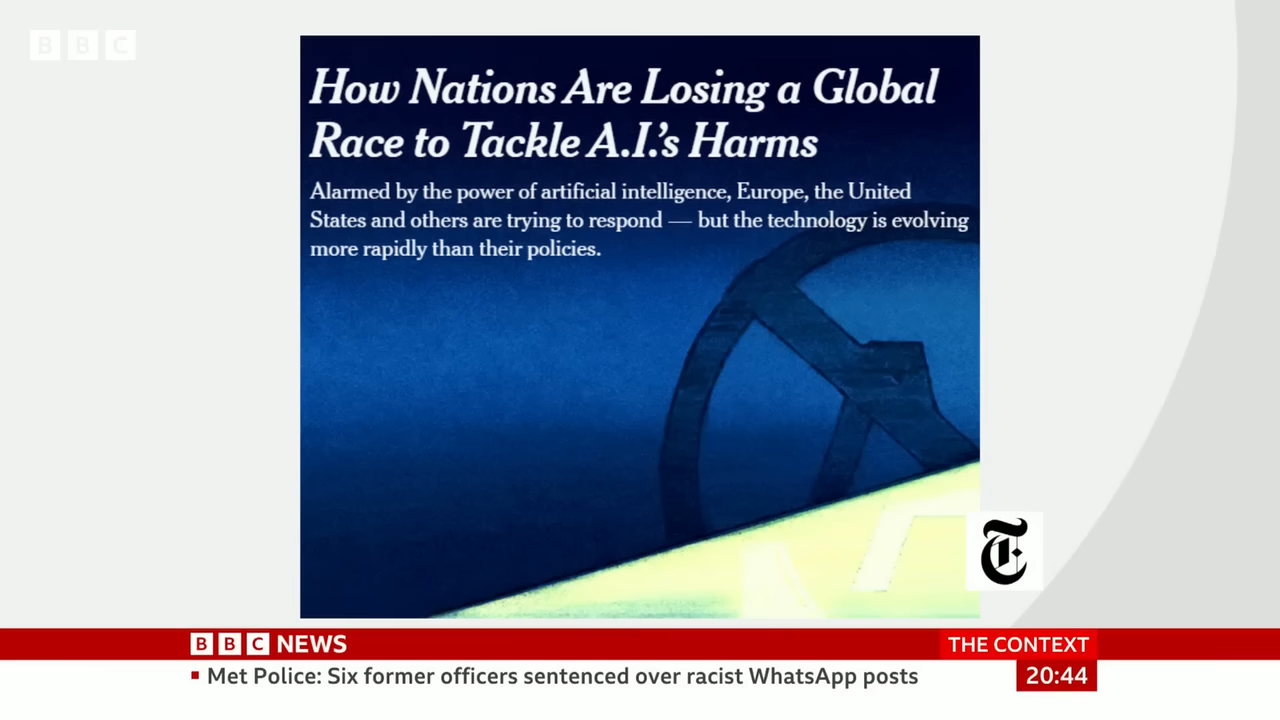 BBC
How Nations Are Losing a Global
Race to Tackle A.I.'s Harms
Alarmed by the power of artificial intelligence, Europe, the United
States and others are trying to respond — but the technology is evolving
more rapidly than their policies.
T
BBC NEWS
THE CONTEXT
Met Police: Six former officers sentenced over racist WhatsApp posts
20:44